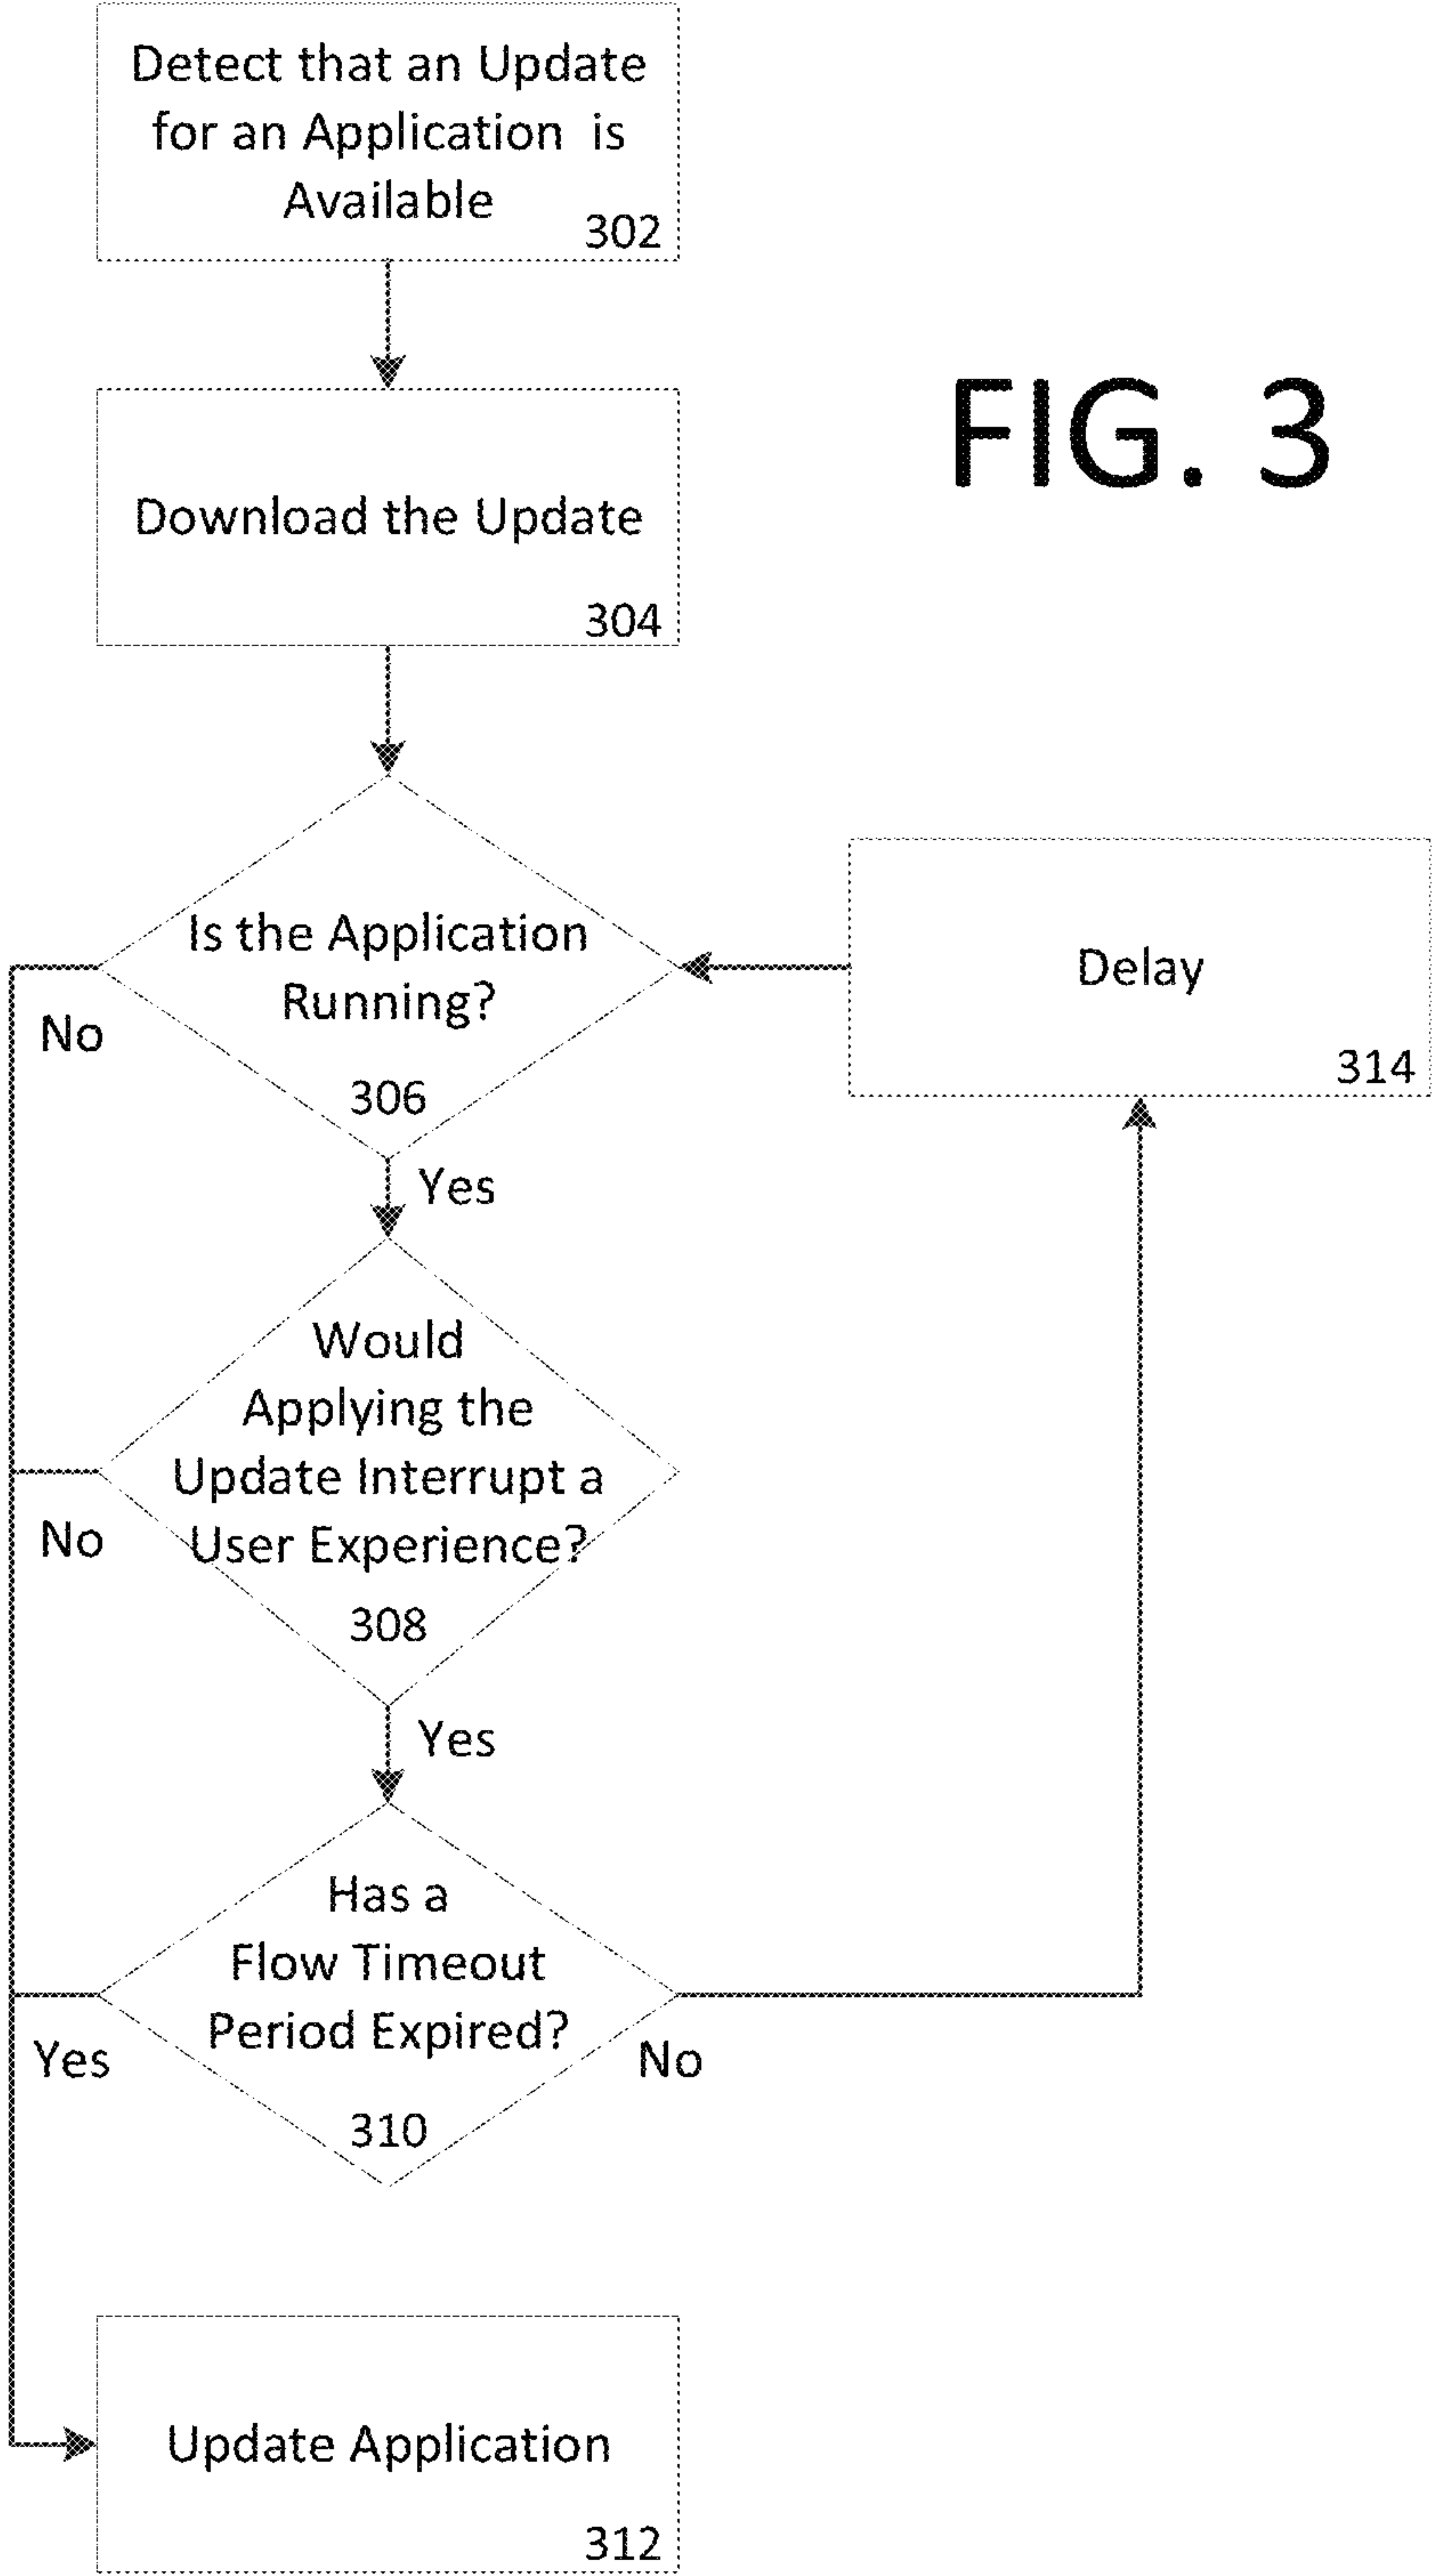 Detect that an Update
for an Application is
Available
302
FIG. 3
Download the Update
304
Is the Application
Running?
306
No
Yes
Delay
314
Would
Applying the
Update Interrupt a
User Experience?
308
No
Yes
Has a
Flow Timeout
Period Expired?
310
Yes
No
Update Application
312